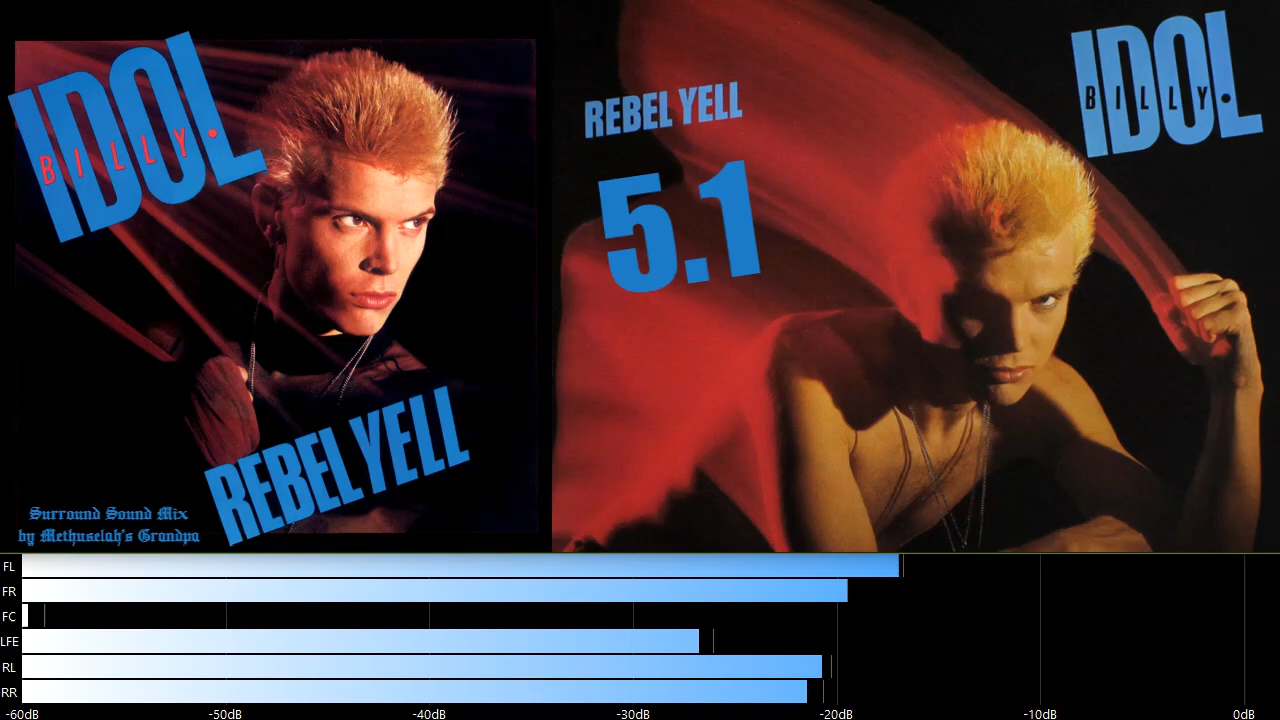 IDOL
BILLY.
REBEL YELL
Surround Sound Mix
by Methuselah's Grandpa
REBEL YELL
5.1
IDOL
BILLY.
FL
FR
FC
LFE
RL
RR
-60dB -50dB -40dB -30dB -20dB -10dB 0dB